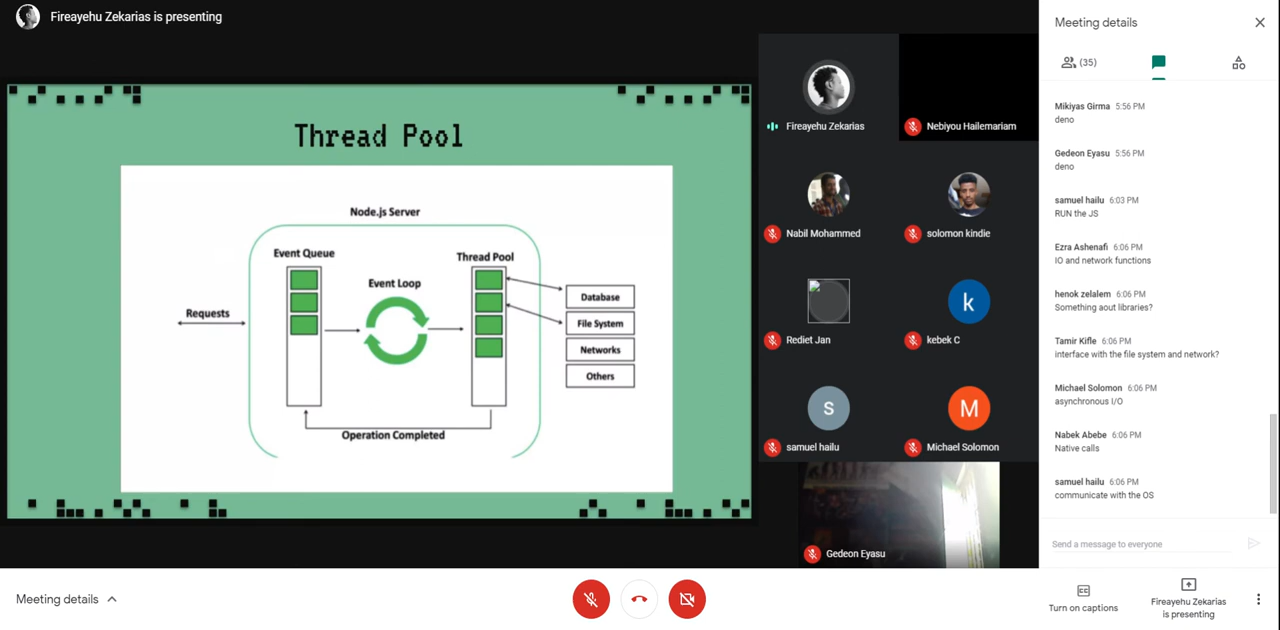 Fireayehu Zekarias is presenting
Thread Pool
Node.js Server
Event Queue
Thread Pool
Event Loop
Requests
Database
File System
Networks
Others
Operation Completed
Fireayehu Zekarias
Nebiyou Hailemariam
Nabil Mohammed
solomon kindie
Rediet Jan
k
kebek C
s
samuel hailu
M
Michael Solomon
Gedeon Eyasu
Meeting details
(35)
Mikiyas Girma 5:56 PM
deno
Gedeon Eyasu 5:56 PM
deno
samuel hailu 6:03 PM
RUN the JS
Ezra Ashenafi 6:06 PM
IO and network functions
henok zelalem 6:06 PM
Something aout libraries?
Tamir Kifle 6:06 PM
interface with the file system and network?
Michael Solomon 6:06 PM
asynchronous I/O
Nabek Abebe 6:06 PM
Native calls
samuel hailu 6:06 PM
communicate with the OS
Send a message to everyone
Meeting details
CC
Turn on captions
Fireayehu Zekarias
is presenting